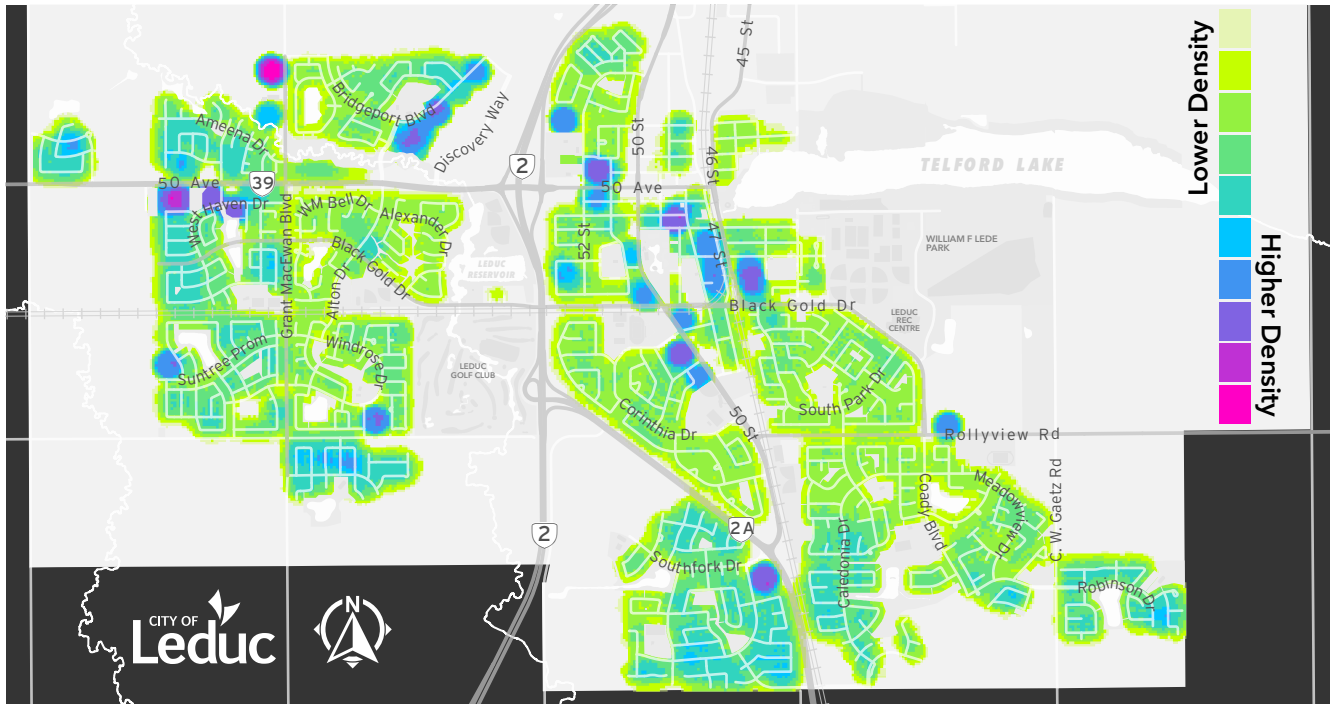 45 St
Lower Density
Higher Density
Bridgeport Blvd
Discovery Way
Ameena Dr
50 St
46 St
2
TELFORD LAKE
50 Ave
39
50 Ave
West Haven Dr
WM Bell Dr
Alexander Dr
Grant MacEwan Blvd
Black Gold Dr
Alton Dr
52 St
47 St
WILLIAM F LEDE
PARK
LEDUC
RESERVOIR
Black Gold Dr
LEDUC
REC
CENTRE
Suntree Prom
Windrose Dr
LEDUC
GOLF CLUB
South Park Dr
Corinthia Dr
50 St
Rollyview Rd
Meadowview Dr
Coady Blvd
C. W. Gaetz Rd
2
2A
Caledonia Dr
Southfork Dr
Robinson Dr
CITY OF
Leduc
N